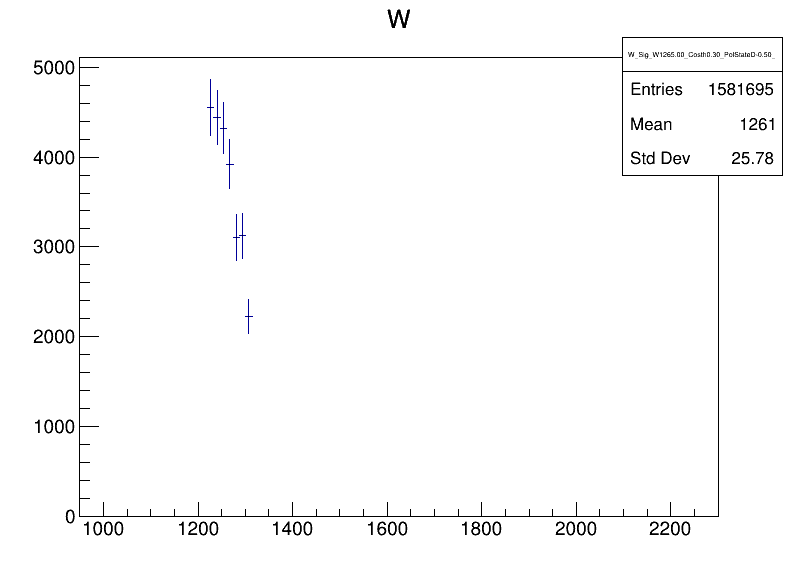 W
W_Sig_W1265.00_Costh0.30_PolStateD-0.50_
Entries 1581695
Mean 1261
Std Dev 25.78
5000
4000
3000
2000
1000
0
1000 1200 1400 1600 1800 2000 2200